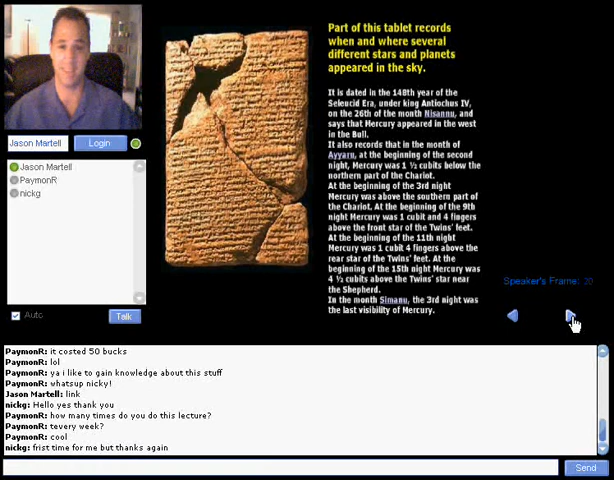 Part of this tablet records
when and where several
different stars and planets
appeared in the sky.
It is dated in the 148th year of the
Seleucid Era, under king Antiochus IV,
on the 26th of the month Nisannu, and
says that Mercury appeared in the west
in the Bull.
It also records that in the month of
Ayyaru, at the beginning of the second
night, Mercury was 1 ½ cubits below the
northern part of the Chariot.
At the beginning of the 3rd night
Mercury was above the southern part of
the Chariot. At the beginning of the 9th
night Mercury was 1 cubit and 4 fingers
above the front star of the Twins' feet.
At the beginning of the 11th night
Mercury was 1 cubit 4 fingers above the
rear star of the Twins' feet. At the
beginning of the 15th night Mercury was
4 ½ cubits above the Twins' star near
the Shepherd.
In the month Simanu, the 3rd night was
the last visibility of Mercury.
Jason Martell
Login
Jason Martell
PaymonR
nickg
Auto
Talk
Speaker's Frame: 20
PaymonR: it costed 50 bucks
PaymonR: lol
PaymonR: ya i like to gain knowledge about this stuff
PaymonR: whatsup nicky!
Jason Martell: link
nickg: Hello yes thank you
PaymonR: how many times do you do this lecture?
PaymonR: tevery week?
PaymonR: cool
nickg: frist time for me but thanks again
Send